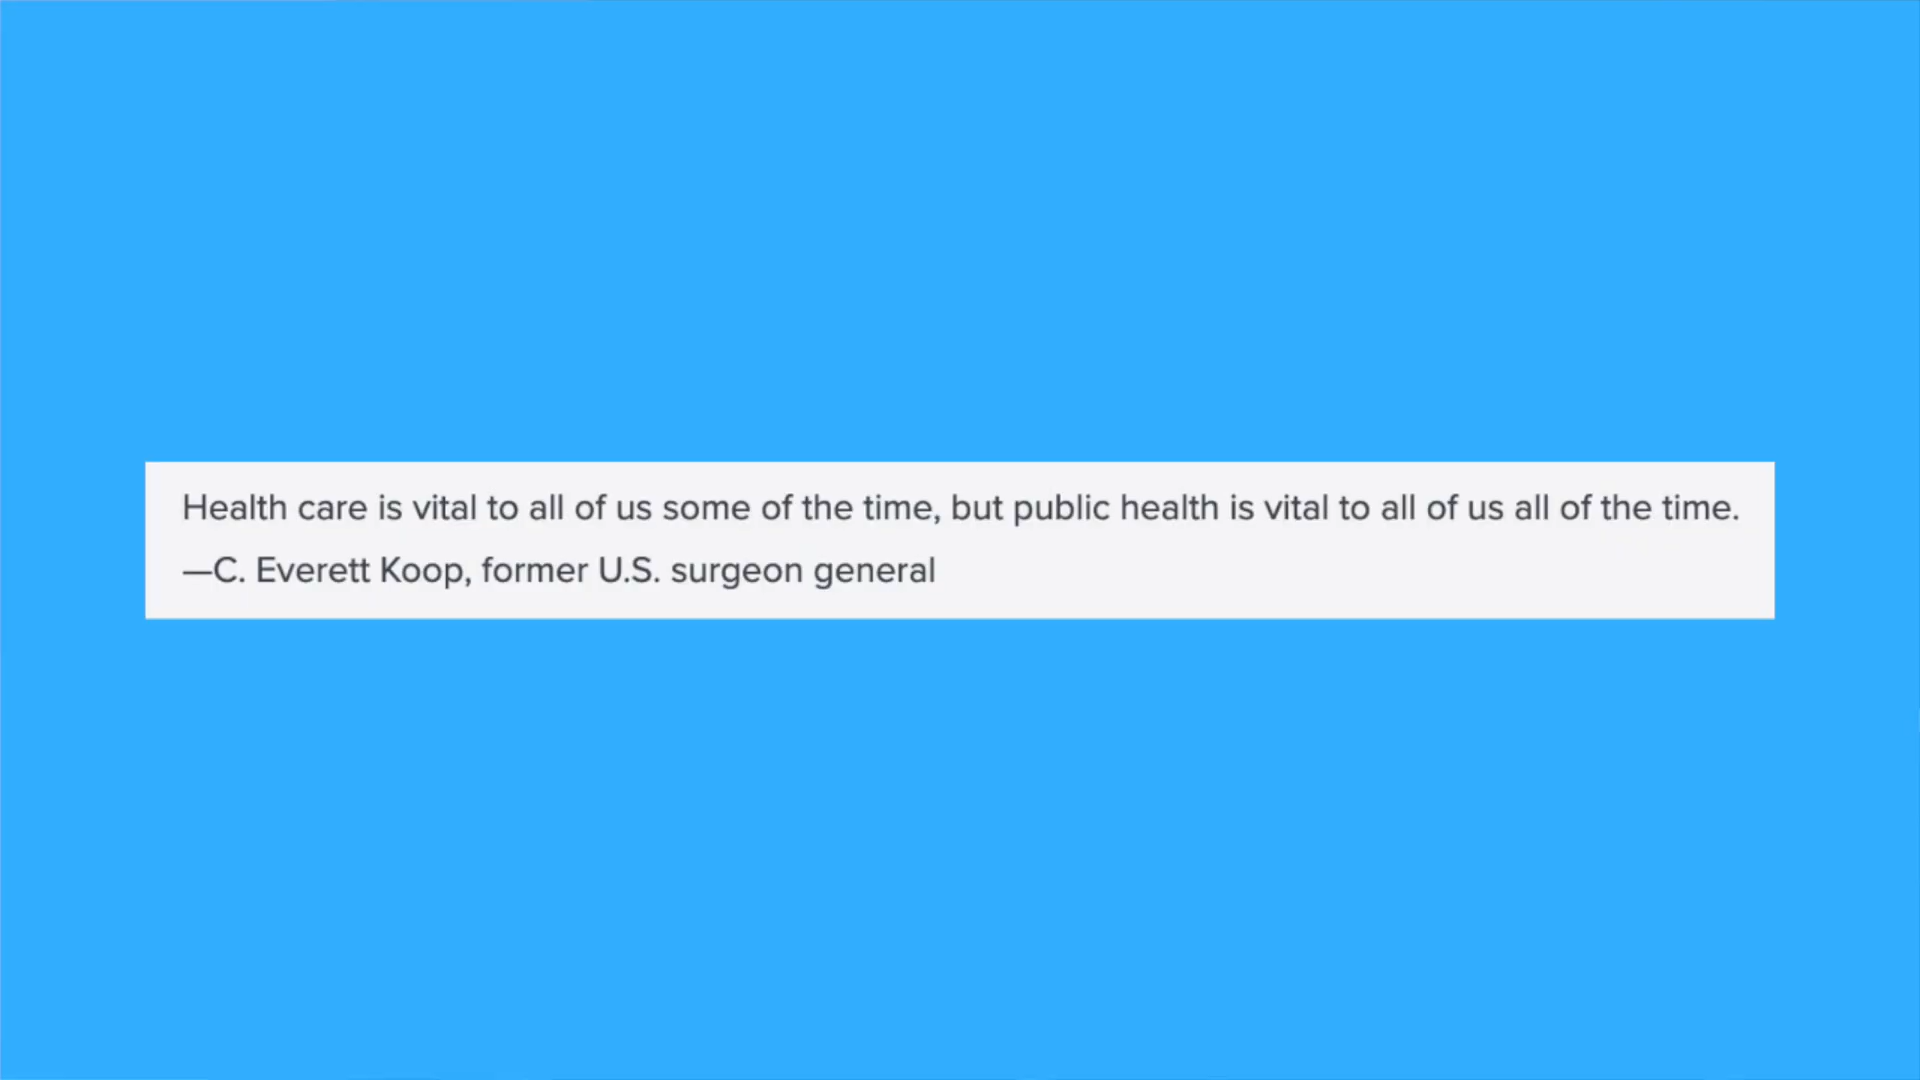 Health care is vital to all of us some of the time, but public health is vital to all of us all of the time.
—C. Everett Koop, former U.S. surgeon general